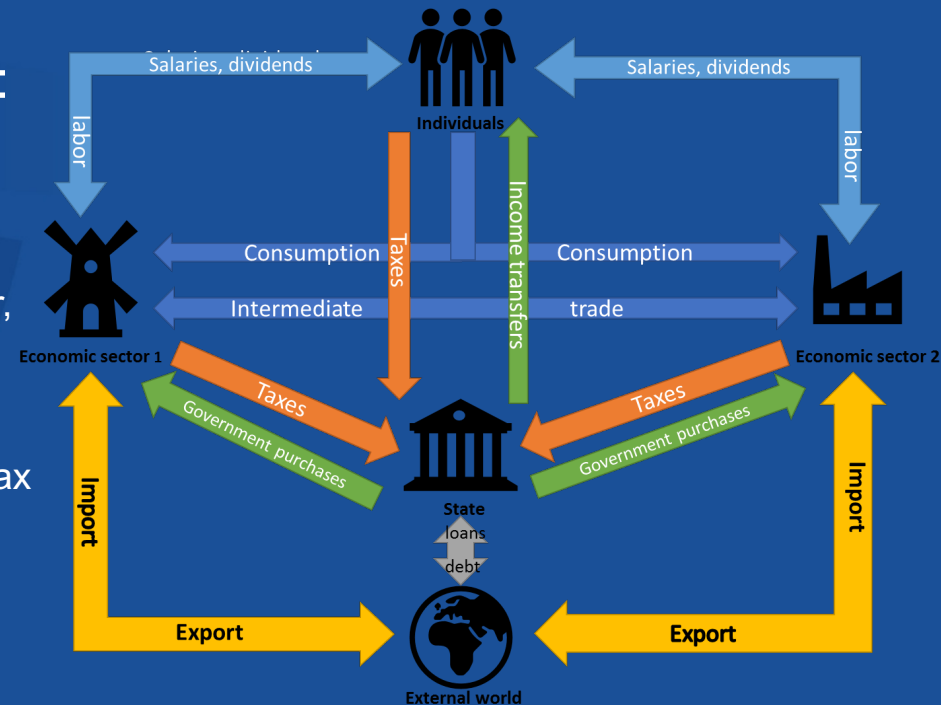 Salaries, dividends
Salaries, dividends
Individuals
labor
labor
Taxes
Income transfers
Consumption
Consumption
Intermediate
trade
r,
Economic sector 1
Economic sector 2
Taxes
Taxes
Government purchases
Government purchases
ax
State
loans
debt
Import
Import
Export
Export
External world